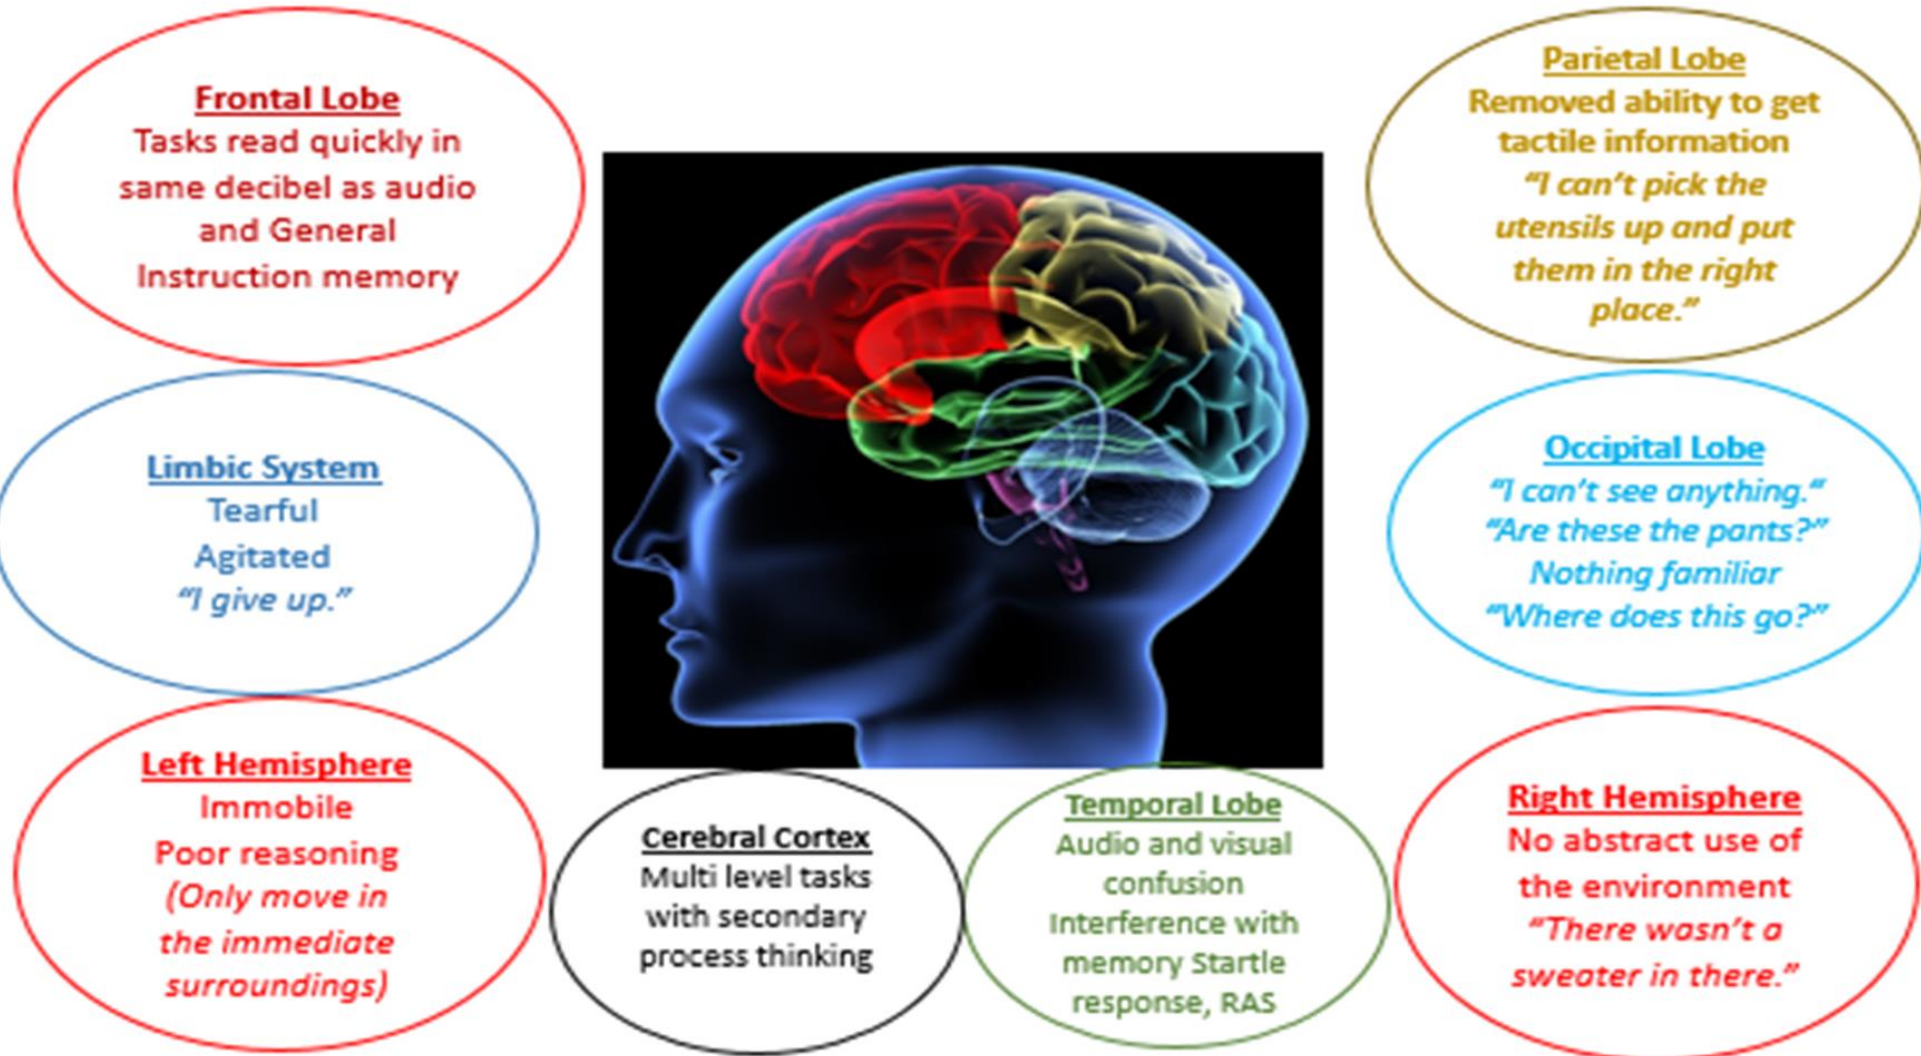 Frontal Lobe
Tasks read quickly in
same decibel as audio
and General
Instruction memory
Limbic System
Tearful
Agitated
“I give up.”
Left Hemisphere
Immobile
Poor reasoning
(Only move in
the immediate
surroundings)
Cerebral Cortex
Multi level tasks
with secondary
process thinking
Temporal Lobe
Audio and visual
confusion
Interference with
memory Startle
response, RAS
Parietal Lobe
Removed ability to get
tactile information
“I can’t pick the
utensils up and put
them in the right
place.”
Occipital Lobe
“I can’t see anything.“
“Are these the pants?”
Nothing familiar
“Where does this go?”
Right Hemisphere
No abstract use of
the environment
“There wasn’t a
sweater in there.”